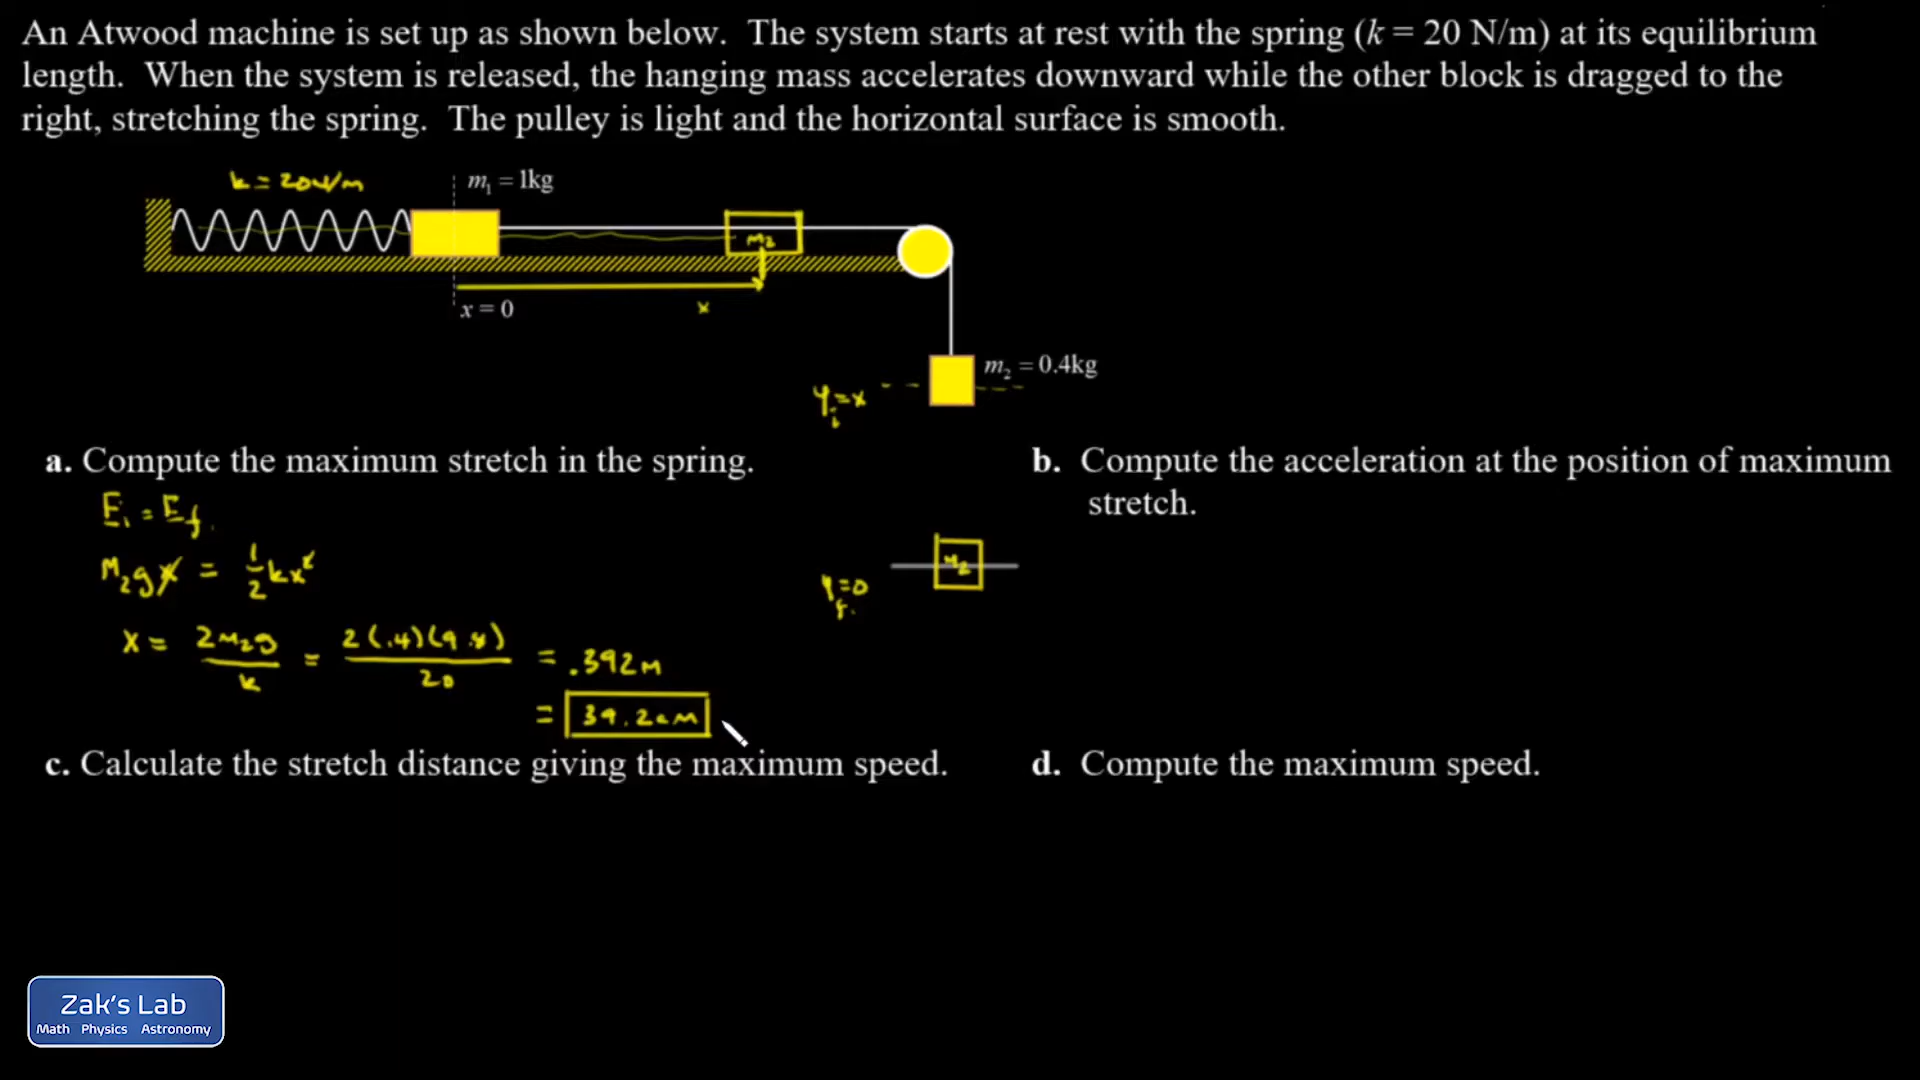 An Atwood machine is set up as shown below. The system starts at rest with the spring (k = 20 N/m) at its equilibrium
length. When the system is released, the hanging mass accelerates downward while the other block is dragged to the
right, stretching the spring. The pulley is light and the horizontal surface is smooth.
k = 20 N/m
m₁ = 1kg
M₂
x = 0
x
m₂ = 0.4kg
yᵢ = x
a. Compute the maximum stretch in the spring.
Eᵢ = E_f
M₂gx = ½kx²
x = 2M₂g/k = 2(.4)(9.8)/20 = .392 M
= 39.2cM
b. Compute the acceleration at the position of maximum
stretch.
M₂
y_f = 0
c. Calculate the stretch distance giving the maximum speed.
d. Compute the maximum speed.
Zak's Lab
Math Physics Astronomy